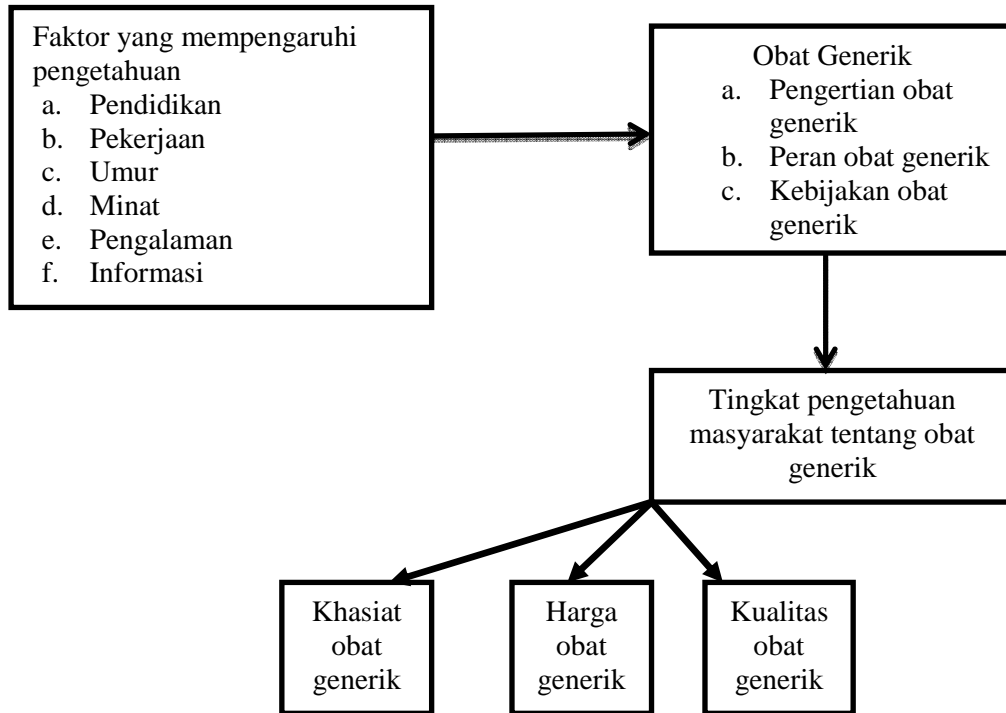 Faktor yang mempengaruhi
pengetahuan
a. Pendidikan
b. Pekerjaan
c. Umur
d. Minat
e. Pengalaman
f. Informasi
Obat Generik
a. Pengertian obat
generik
b. Peran obat generik
c. Kebijakan obat
generik
Tingkat pengetahuan
masyarakat tentang obat
generik
Khasiat
obat
generik
Harga
obat
generik
Kualitas
obat
generik